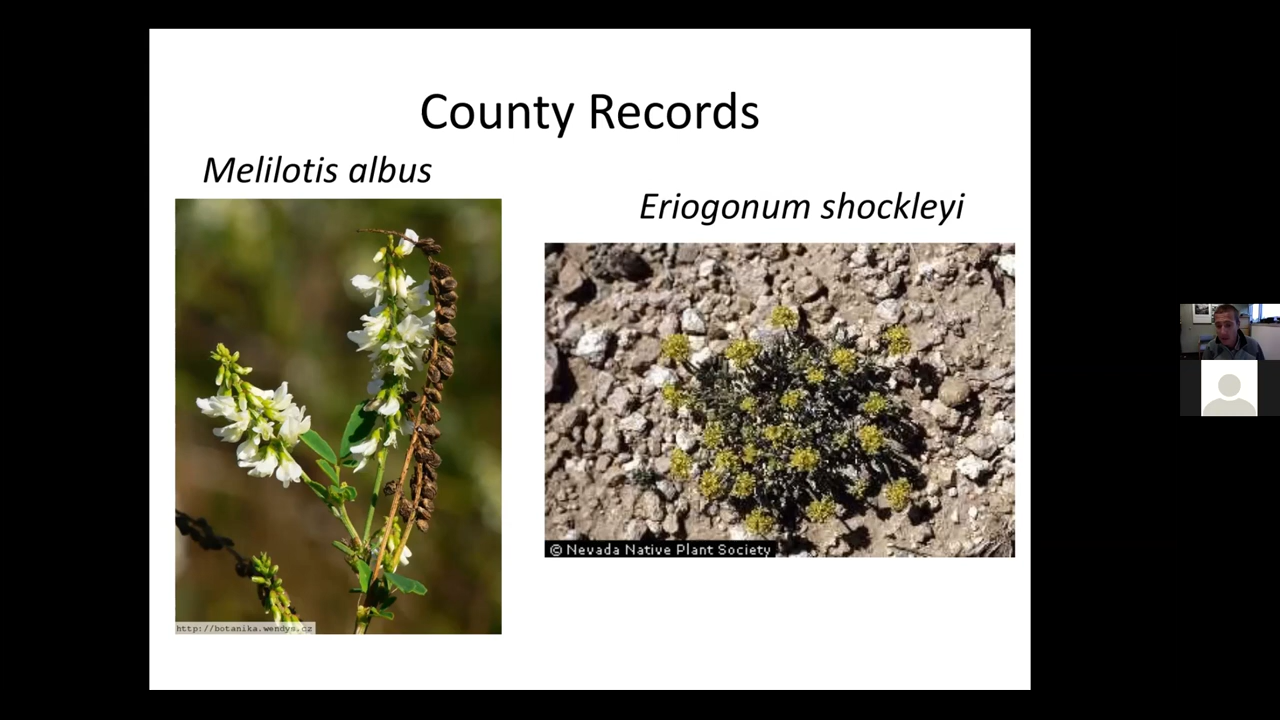 County Records
Melilotis albus
Eriogonum shockleyi
© Nevada Native Plant Society
http://botanika.wendys.cz